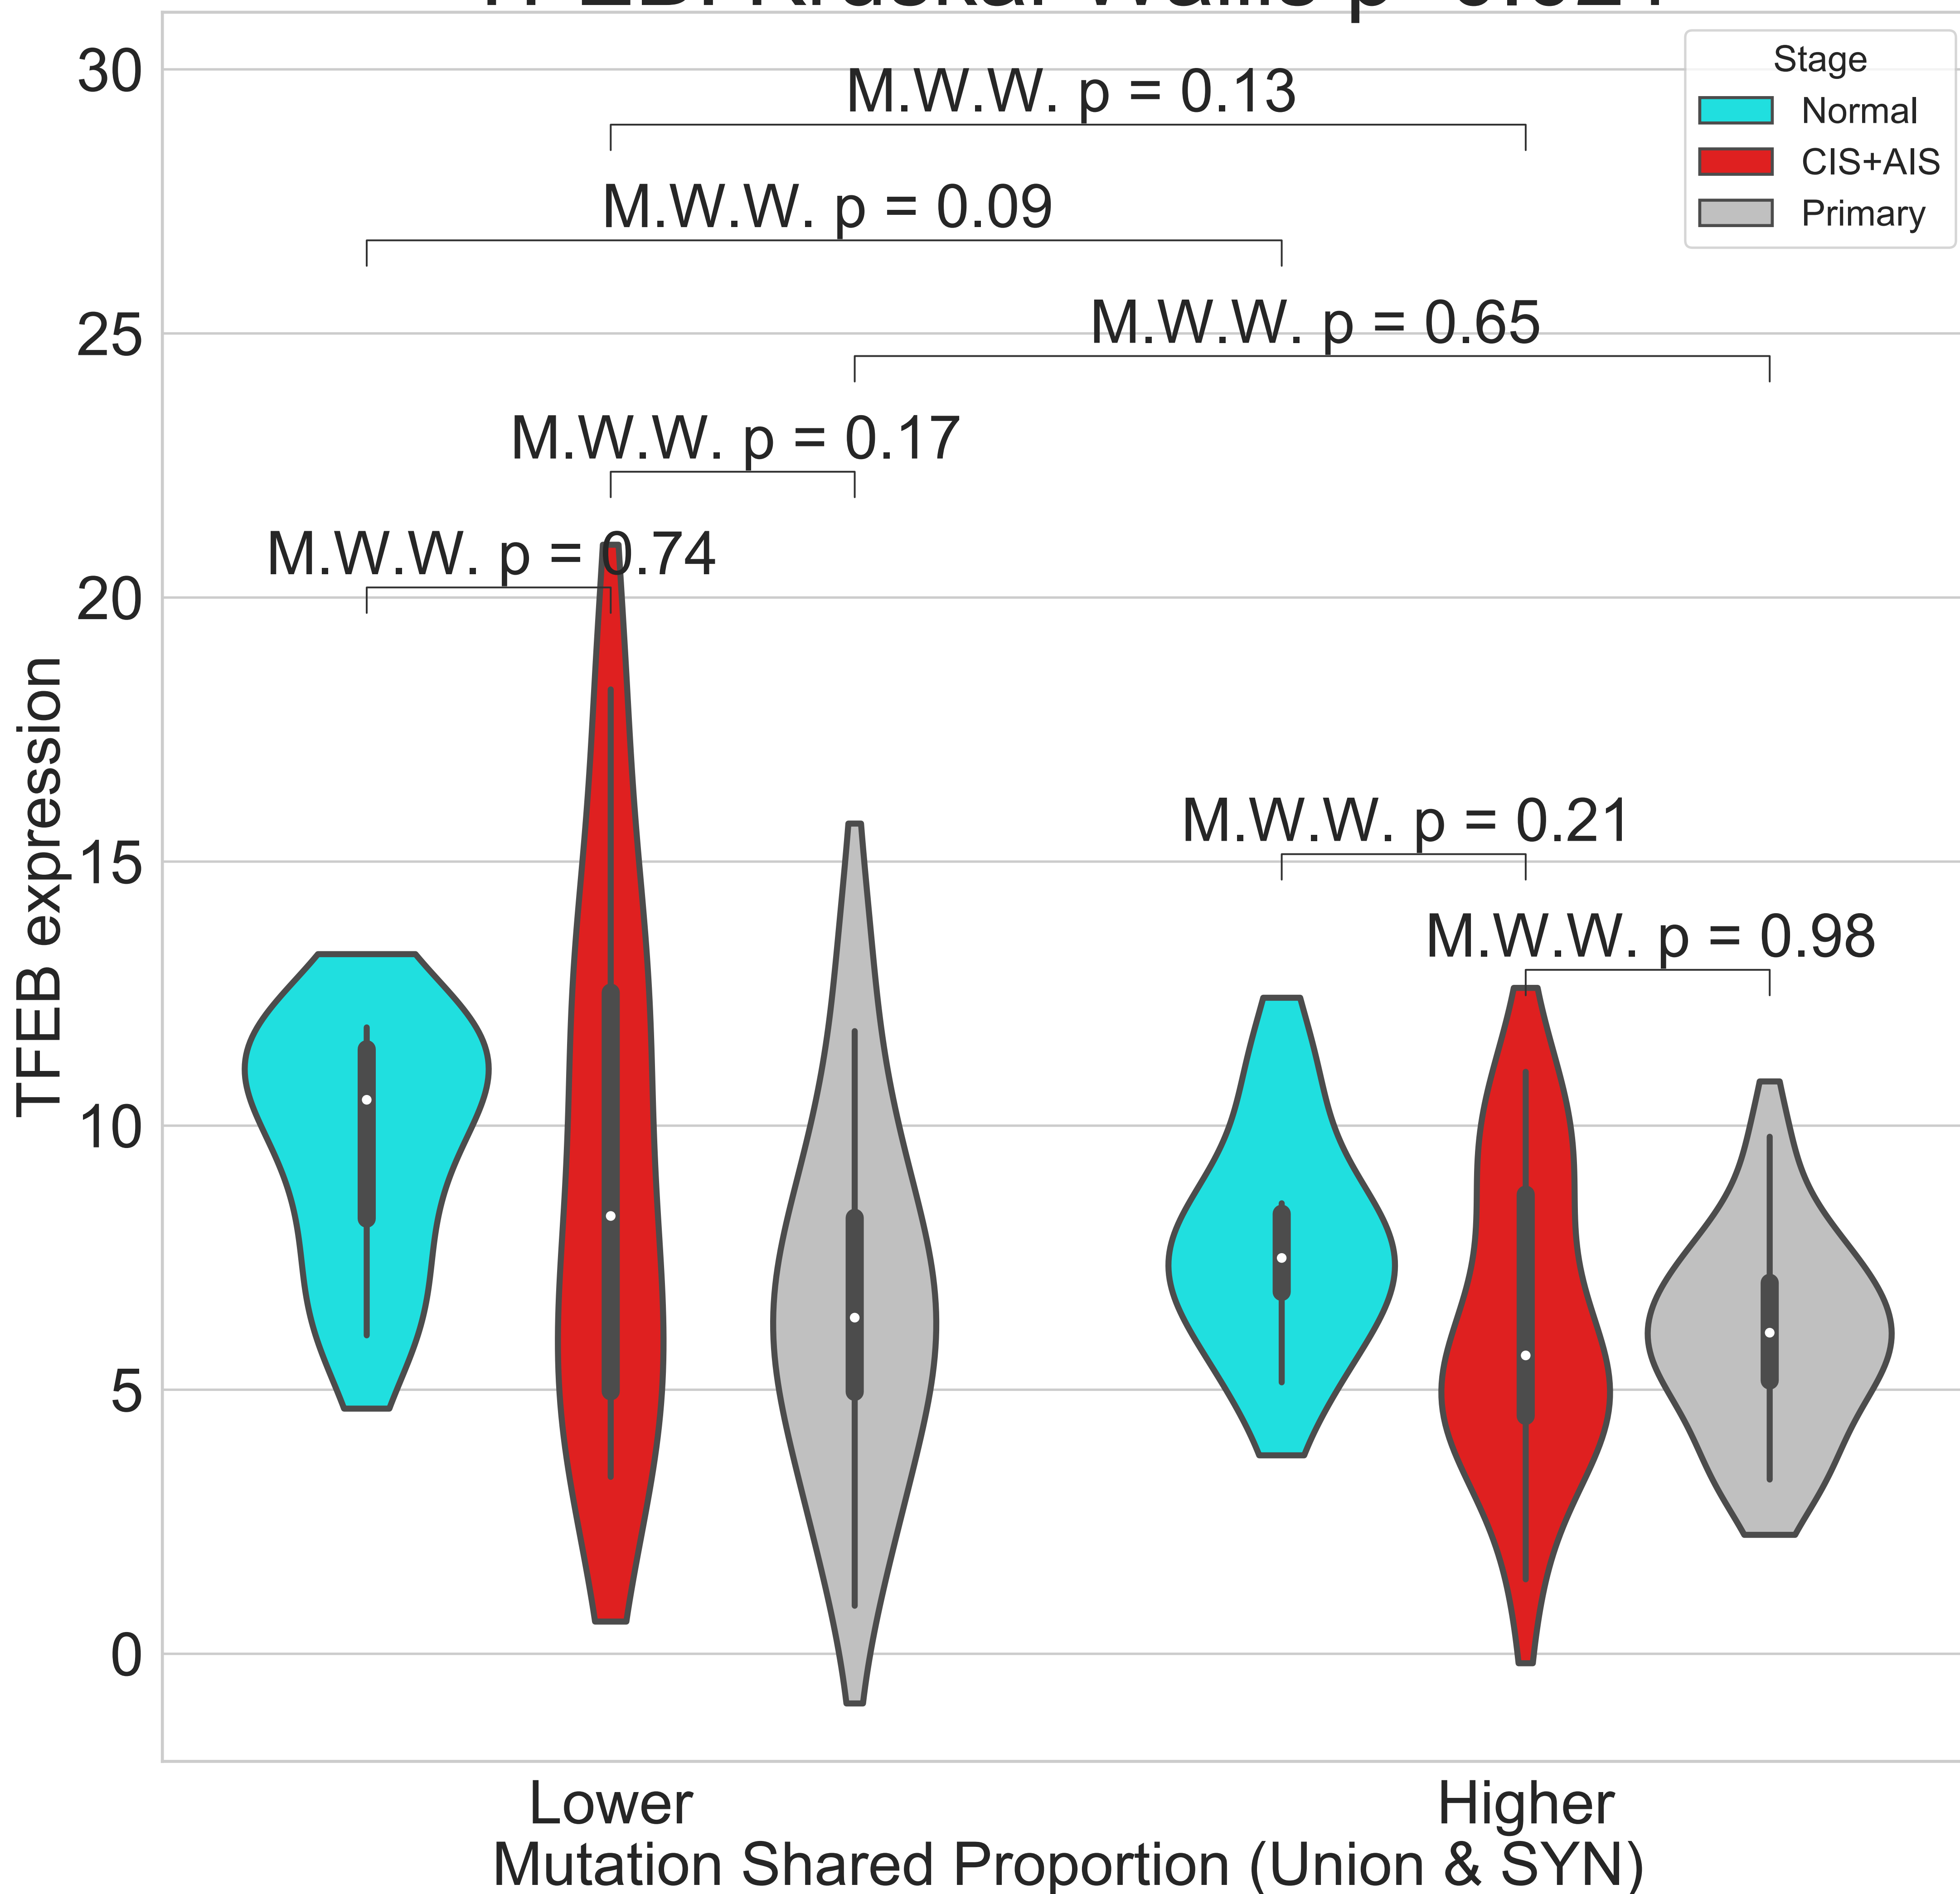 Stage
Normal
CIS+AIS
Primary
M.W.W. p = 0.13
M.W.W. p = 0.09
M.W.W. p = 0.65
M.W.W. p = 0.17
M.W.W. p = 0.74
M.W.W. p = 0.21
M.W.W. p = 0.98
30
25
20
15
10
5
0
TFEB expression
Lower
Higher
Mutation Shared Proportion (Union & SYN)